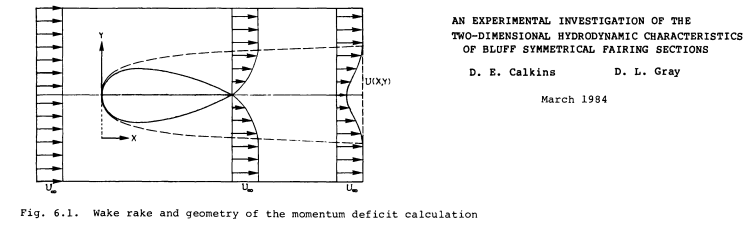 AN EXPERIMENTAL INVESTIGATION OF THE
TWO-DIMENSIONAL HYDRODYNAMIC CHARACTERISTICS
OF BLUFF SYMMETRICAL FAIRING SECTIONS
D. E. Calkins D. L. Gray
March 1984
Y
X
U(X,Y)
U∞ U∞ U∞
Fig. 6.1. Wake rake and geometry of the momentum deficit calculation